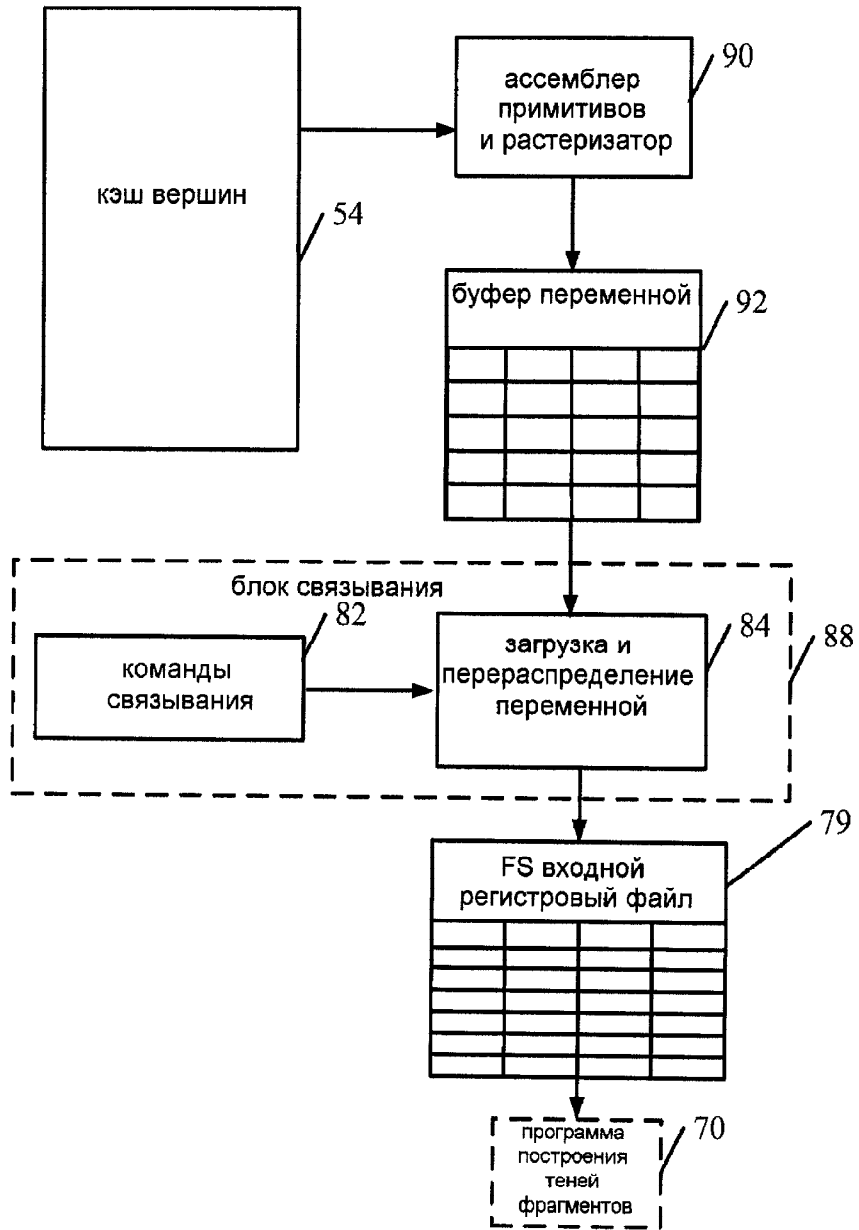 90
ассемблер
примитивов
и растеризатор
кэш вершин
54
буфер переменной
92
блок связывания
82
команды
связывания
84
загрузка и
перераспределение
переменной
88
79
FS входной
регистровый файл
70
программа
построения
теней
фрагментов